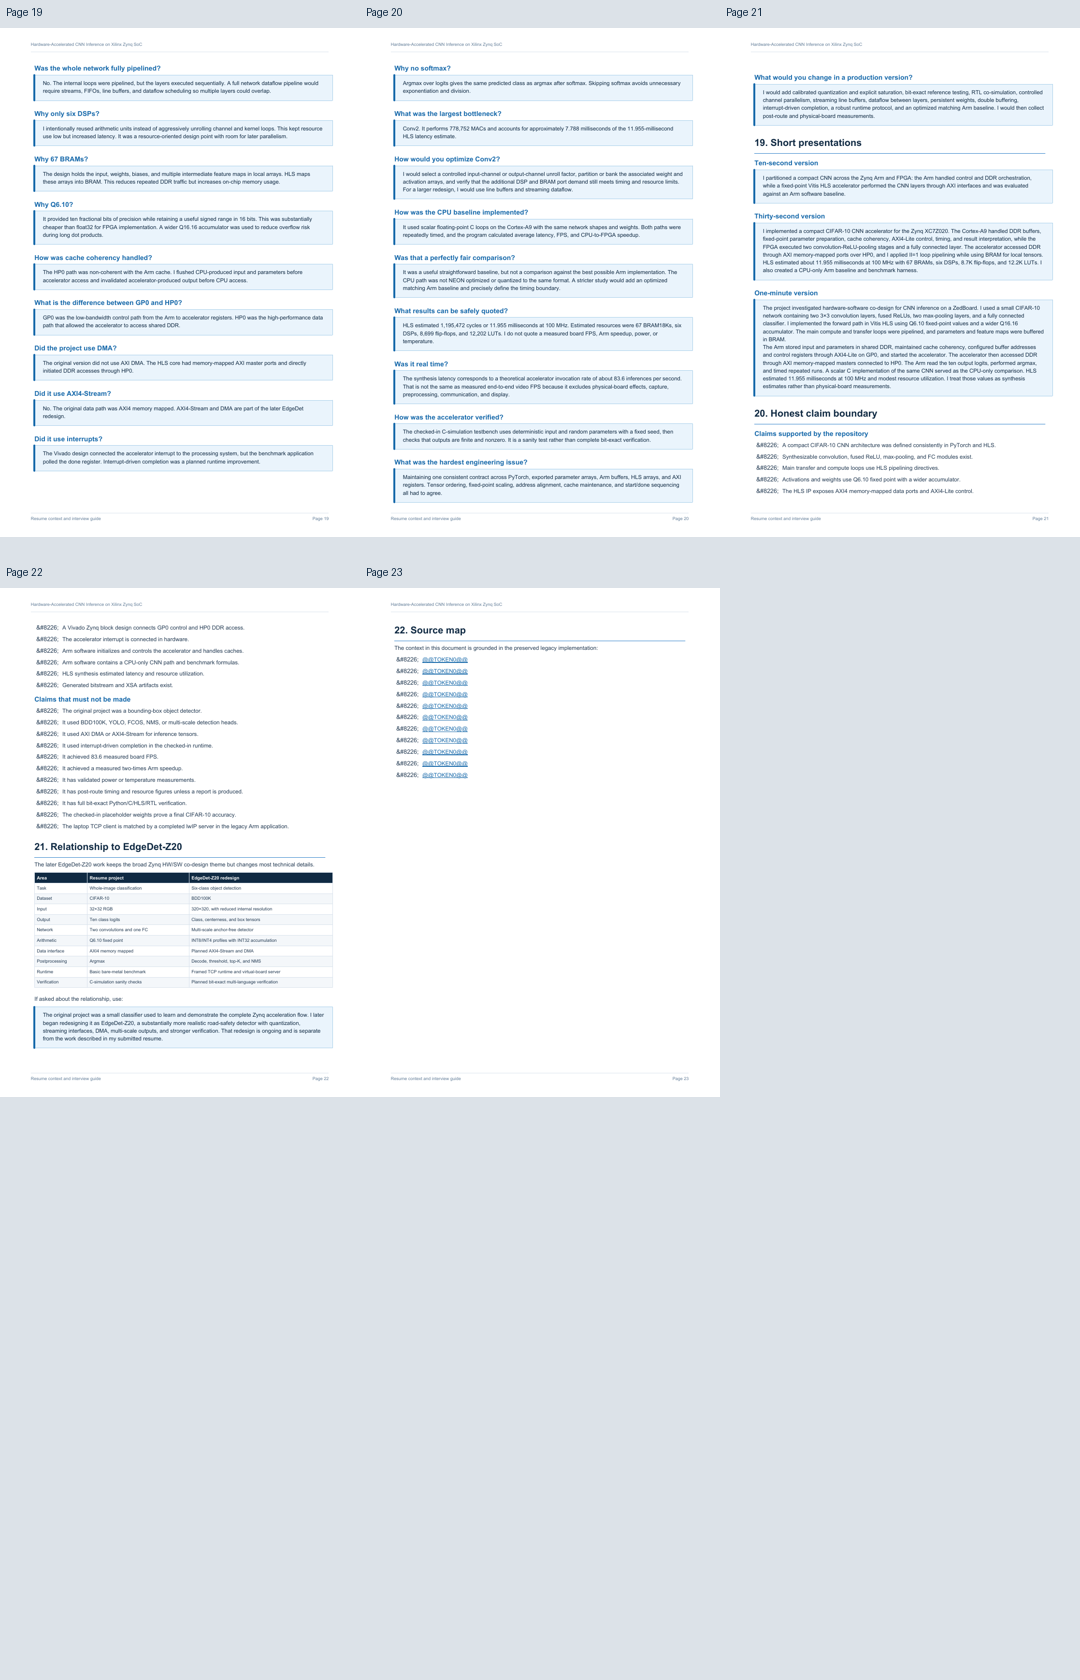 Page 19
Hardware-Accelerated CNN Inference on Xilinx Zynq SoC
Was the whole network fully pipelined?
No. The internal loops were pipelined, but the layers executed sequentially. A full network dataflow pipeline would
require streams, FIFOs, line buffers, and dataflow scheduling so multiple layers could overlap.
Why only six DSPs?
I intentionally reused arithmetic units instead of aggressively unrolling channel and kernel loops. This kept resource
use low but increased latency. It was a resource-oriented design point with room for later parallelism.
Why 67 BRAMs?
The design holds the input, weights, biases, and multiple intermediate feature maps in local arrays. HLS maps
these arrays into BRAM. This reduces repeated DDR traffic but increases on-chip memory usage.
Why Q6.10?
It provided ten fractional bits of precision while retaining a useful signed range in 16 bits. This was substantially
cheaper than float32 for FPGA implementation. A wider Q16.16 accumulator was used to reduce overflow risk
during long dot products.
How was cache coherency handled?
The HP0 path was non-coherent with the Arm cache. I flushed CPU-produced input and parameters before
accelerator access and invalidated accelerator-produced output before CPU access.
What is the difference between GP0 and HP0?
GP0 was the low-bandwidth control path from the Arm to accelerator registers. HP0 was the high-performance data
path that allowed the accelerator to access shared DDR.
Did the project use DMA?
The original version did not use AXI DMA. The HLS core had memory-mapped AXI master ports and directly
initiated DDR accesses through HP0.
Did it use AXI4-Stream?
No. The original data path was AXI4 memory mapped. AXI4-Stream and DMA are part of the later EdgeDet
redesign.
Did it use interrupts?
The Vivado design connected the accelerator interrupt to the processing system, but the benchmark application
polled the done register. Interrupt-driven completion was a planned runtime improvement.
Resume context and interview guide
Page 19
Page 20
Hardware-Accelerated CNN Inference on Xilinx Zynq SoC
Why no softmax?
Argmax over logits gives the same predicted class as argmax after softmax. Skipping softmax avoids unnecessary
exponentiation and division.
What was the largest bottleneck?
Conv2. It performs 778,752 MACs and accounts for approximately 7.788 milliseconds of the 11.955-millisecond
HLS latency estimate.
How would you optimize Conv2?
I would select a controlled input-channel or output-channel unroll factor, partition or bank the associated weight and
activation arrays, and verify that the additional DSP and BRAM port demand still meets timing and resource limits.
For a larger redesign, I would use line buffers and streaming dataflow.
How was the CPU baseline implemented?
It used scalar floating-point C loops on the Cortex-A9 with the same network shapes and weights. Both paths were
repeatedly timed, and the program calculated average latency, FPS, and CPU-to-FPGA speedup.
Was that a perfectly fair comparison?
It was a useful straightforward baseline, but not a comparison against the best possible Arm implementation. The
CPU path was not NEON optimized or quantized to the same format. A stricter study would add an optimized
matching Arm baseline and precisely define the timing boundary.
What results can be safely quoted?
HLS estimated 1,195,472 cycles or 11.955 milliseconds at 100 MHz. Estimated resources were 67 BRAM18Ks, six
DSPs, 8,699 flip-flops, and 12,202 LUTs. I do not quote a measured board FPS, Arm speedup, power, or
temperature.
Was it real time?
The synthesis latency corresponds to a theoretical accelerator invocation rate of about 83.6 inferences per second.
That is not the same as measured end-to-end video FPS because it excludes physical-board effects, capture,
preprocessing, communication, and display.
How was the accelerator verified?
The checked-in C-simulation testbench uses deterministic input and random parameters with a fixed seed, then
checks that outputs are finite and nonzero. It is a sanity test rather than complete bit-exact verification.
What was the hardest engineering issue?
Maintaining one consistent contract across PyTorch, exported parameter arrays, Arm buffers, HLS arrays, and AXI
registers. Tensor ordering, fixed-point scaling, address alignment, cache maintenance, and start/done sequencing
all had to agree.
Resume context and interview guide
Page 20
Page 21
Hardware-Accelerated CNN Inference on Xilinx Zynq SoC
What would you change in a production version?
I would add calibrated quantization and explicit saturation, bit-exact reference testing, RTL co-simulation, controlled
channel parallelism, streaming line buffers, dataflow between layers, persistent weights, double buffering,
interrupt-driven completion, a robust runtime protocol, and an optimized matching Arm baseline. I would then collect
post-route and physical-board measurements.
19. Short presentations
Ten-second version
I partitioned a compact CNN across the Zynq Arm and FPGA: the Arm handled control and DDR orchestration,
while a fixed-point Vitis HLS accelerator performed the CNN layers through AXI interfaces and was evaluated
against an Arm software baseline.
Thirty-second version
I implemented a compact CIFAR-10 CNN accelerator for the Zynq XC7Z020. The Cortex-A9 handled DDR buffers,
fixed-point parameter preparation, cache coherency, AXI4-Lite control, timing, and result interpretation, while the
FPGA executed two convolution-ReLU-pooling stages and a fully connected layer. The accelerator accessed DDR
through AXI memory-mapped ports over HP0, and I applied II=1 loop pipelining while using BRAM for local tensors.
HLS estimated about 11.955 milliseconds at 100 MHz with 67 BRAMs, six DSPs, 8.7K flip-flops, and 12.2K LUTs. I
also created a CPU-only Arm baseline and benchmark harness.
One-minute version
The project investigated hardware-software co-design for CNN inference on a ZedBoard. I used a small CIFAR-10
network containing two 3×3 convolution layers, fused ReLUs, two max-pooling layers, and a fully connected
classifier. I implemented the forward path in Vitis HLS using Q6.10 fixed-point values and a wider Q16.16
accumulator. The main compute and transfer loops were pipelined, and parameters and feature maps were buffered
in BRAM.
The Arm stored input and parameters in shared DDR, maintained cache coherency, configured buffer addresses
and control registers through AXI4-Lite on GP0, and started the accelerator. The accelerator then accessed DDR
through AXI memory-mapped masters connected to HP0. The Arm read the ten output logits, performed argmax,
and timed repeated runs. A scalar C implementation of the same CNN served as the CPU-only comparison. HLS
estimated 11.955 milliseconds at 100 MHz and modest resource utilization. I treat those values as synthesis
estimates rather than physical-board measurements.
20. Honest claim boundary
Claims supported by the repository
&#8226; A compact CIFAR-10 CNN architecture was defined consistently in PyTorch and HLS.
&#8226; Synthesizable convolution, fused ReLU, max-pooling, and FC modules exist.
&#8226; Main transfer and compute loops use HLS pipelining directives.
&#8226; Activations and weights use Q6.10 fixed point with a wider accumulator.
&#8226; The HLS IP exposes AXI4 memory-mapped data ports and AXI4-Lite control.
Resume context and interview guide
Page 21
Page 22
Hardware-Accelerated CNN Inference on Xilinx Zynq SoC
&#8226; A Vivado Zynq block design connects GP0 control and HP0 DDR access.
&#8226; The accelerator interrupt is connected in hardware.
&#8226; Arm software initializes and controls the accelerator and handles caches.
&#8226; Arm software contains a CPU-only CNN path and benchmark formulas.
&#8226; HLS synthesis estimated latency and resource utilization.
&#8226; Generated bitstream and XSA artifacts exist.
Claims that must not be made
&#8226; The original project was a bounding-box object detector.
&#8226; It used BDD100K, YOLO, FCOS, NMS, or multi-scale detection heads.
&#8226; It used AXI DMA or AXI4-Stream for inference tensors.
&#8226; It used interrupt-driven completion in the checked-in runtime.
&#8226; It achieved 83.6 measured board FPS.
&#8226; It achieved a measured two-times Arm speedup.
&#8226; It has validated power or temperature measurements.
&#8226; It has post-route timing and resource figures unless a report is produced.
&#8226; It has full bit-exact Python/C/HLS/RTL verification.
&#8226; The checked-in placeholder weights prove a final CIFAR-10 accuracy.
&#8226; The laptop TCP client is matched by a completed lwIP server in the legacy Arm application.
21. Relationship to EdgeDet-Z20
The later EdgeDet-Z20 work keeps the broad Zynq HW/SW co-design theme but changes most technical details.
Area Resume project EdgeDet-Z20 redesign
Task Whole-image classification Six-class object detection
Dataset CIFAR-10 BDD100K
Input 32×32 RGB 320×320, with reduced internal resolution
Output Ten class logits Class, centerness, and box tensors
Network Two convolutions and one FC Multi-scale anchor-free detector
Arithmetic Q6.10 fixed point INT8/INT4 profiles with INT32 accumulation
Data interface AXI4 memory mapped Planned AXI4-Stream and DMA
Postprocessing Argmax Decode, threshold, top-K, and NMS
Runtime Basic bare-metal benchmark Framed TCP runtime and virtual-board server
Verification C-simulation sanity checks Planned bit-exact multi-language verification
If asked about the relationship, use:
The original project was a small classifier used to learn and demonstrate the complete Zynq acceleration flow. I later
began redesigning it as EdgeDet-Z20, a substantially more realistic road-safety detector with quantization,
streaming interfaces, DMA, multi-scale outputs, and stronger verification. That redesign is ongoing and is separate
from the work described in my submitted resume.
Resume context and interview guide
Page 22
Page 23
Hardware-Accelerated CNN Inference on Xilinx Zynq SoC
22. Source map
The context in this document is grounded in the preserved legacy implementation:
&#8226; @@TOKEN0@@
&#8226; @@TOKEN0@@
&#8226; @@TOKEN0@@
&#8226; @@TOKEN0@@
&#8226; @@TOKEN0@@
&#8226; @@TOKEN0@@
&#8226; @@TOKEN0@@
&#8226; @@TOKEN0@@
&#8226; @@TOKEN0@@
&#8226; @@TOKEN0@@
&#8226; @@TOKEN0@@
Resume context and interview guide
Page 23